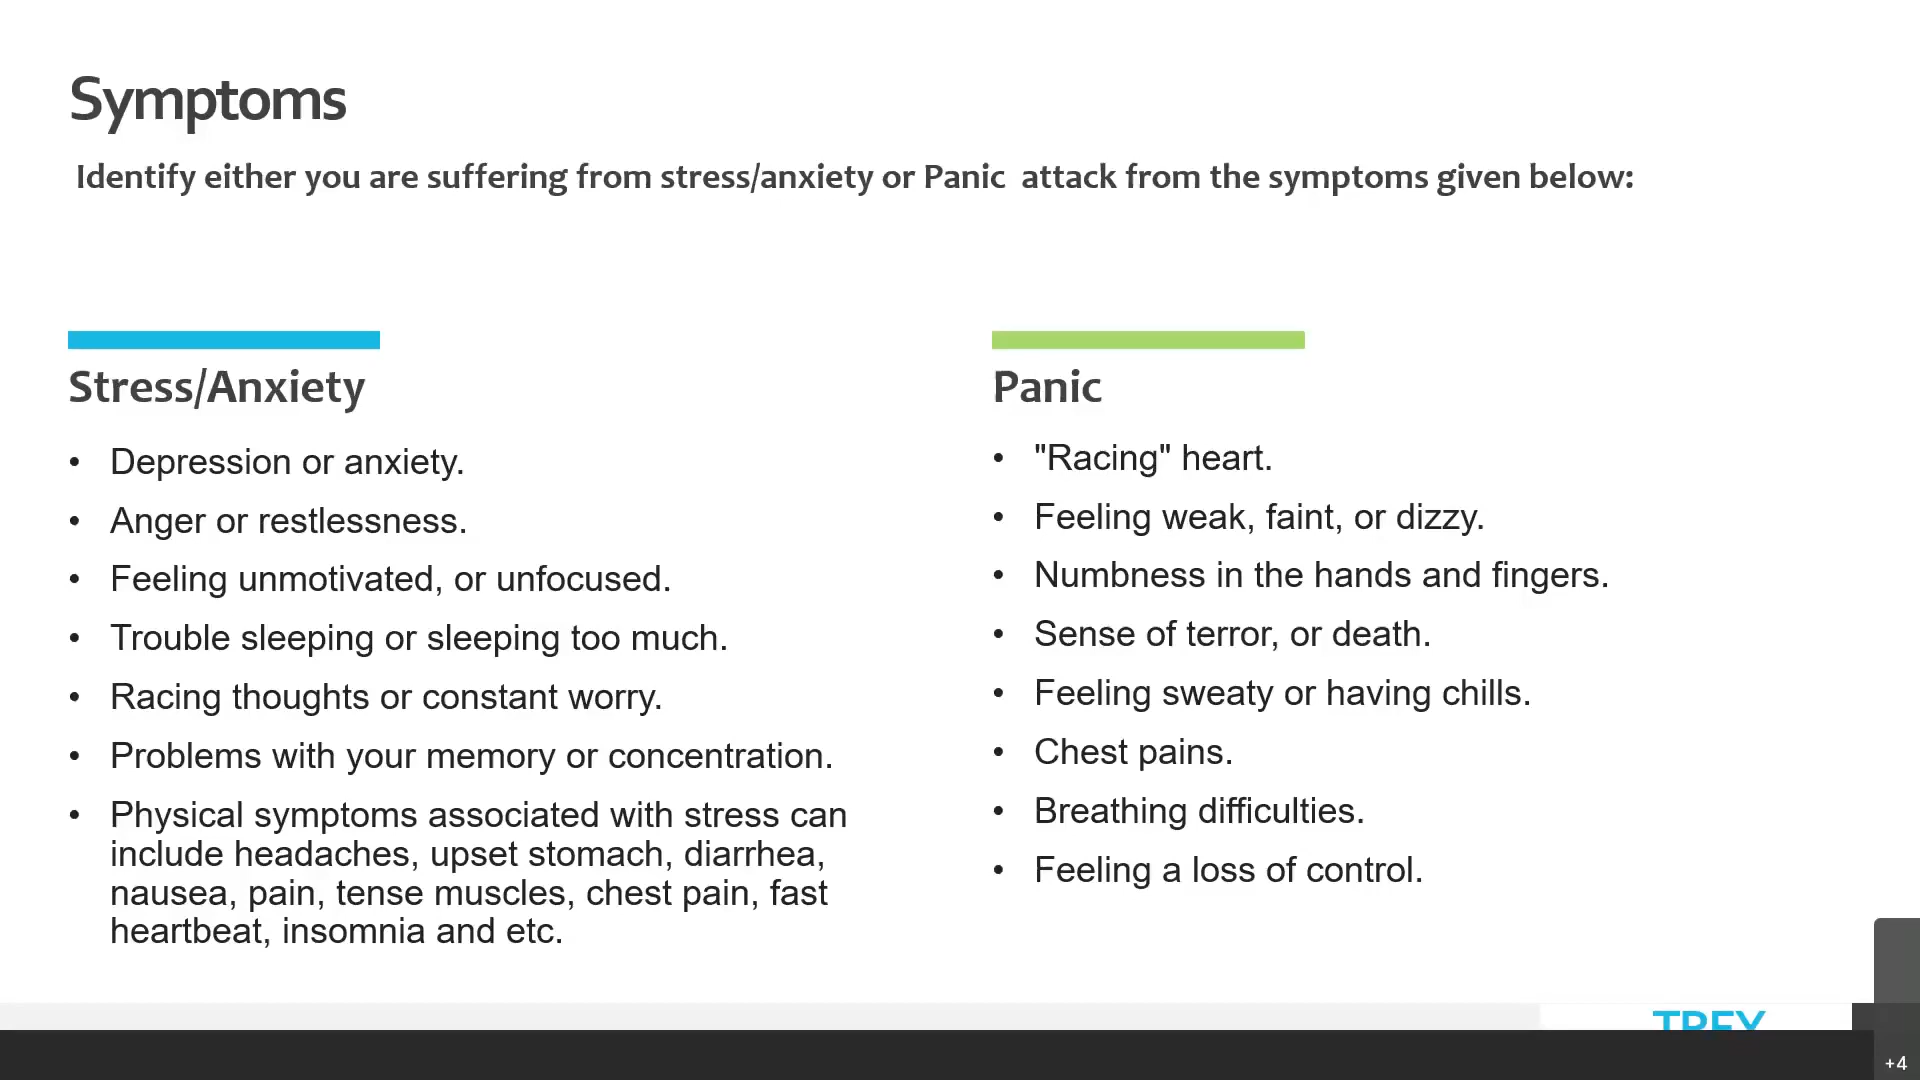 Symptoms
Identify either you are suffering from stress/anxiety or Panic attack from the symptoms given below:
Stress/Anxiety
• Depression or anxiety.
• Anger or restlessness.
• Feeling unmotivated, or unfocused.
• Trouble sleeping or sleeping too much.
• Racing thoughts or constant worry.
• Problems with your memory or concentration.
• Physical symptoms associated with stress can
include headaches, upset stomach, diarrhea,
nausea, pain, tense muscles, chest pain, fast
heartbeat, insomnia and etc.
Panic
• "Racing" heart.
• Feeling weak, faint, or dizzy.
• Numbness in the hands and fingers.
• Sense of terror, or death.
• Feeling sweaty or having chills.
• Chest pains.
• Breathing difficulties.
• Feeling a loss of control.
TREY
+4